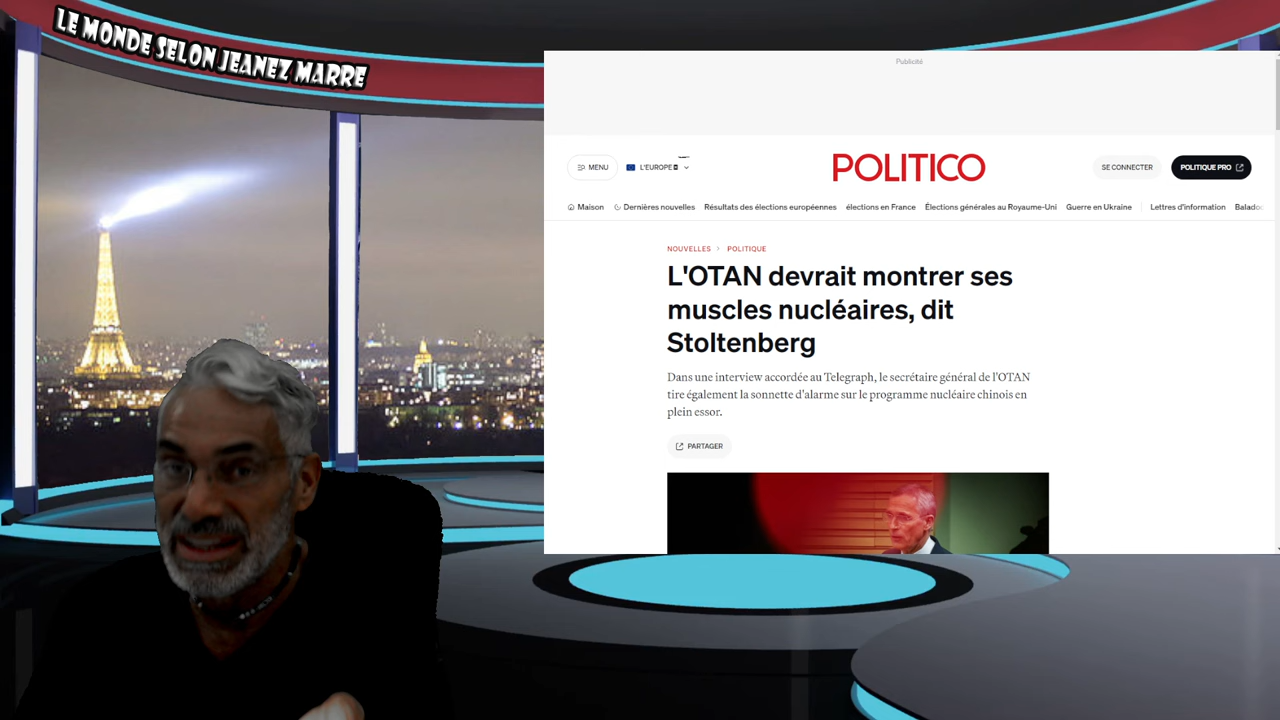 LE MONDE SELON JEANEZ MARRE
Publicité
MENU
L'EUROPE
POLITICO
SE CONNECTER
POLITIQUE PRO
Maison
Dernières nouvelles
Résultats des élections européennes
élections en France
Élections générales au Royaume-Uni
Guerre en Ukraine
Lettres d'information
Balado
NOUVELLES > POLITIQUE
L'OTAN devrait montrer ses
muscles nucléaires, dit
Stoltenberg
Dans une interview accordée au Telegraph, le secrétaire général de l'OTAN
tire également la sonnette d'alarme sur le programme nucléaire chinois en
plein essor.
PARTAGER